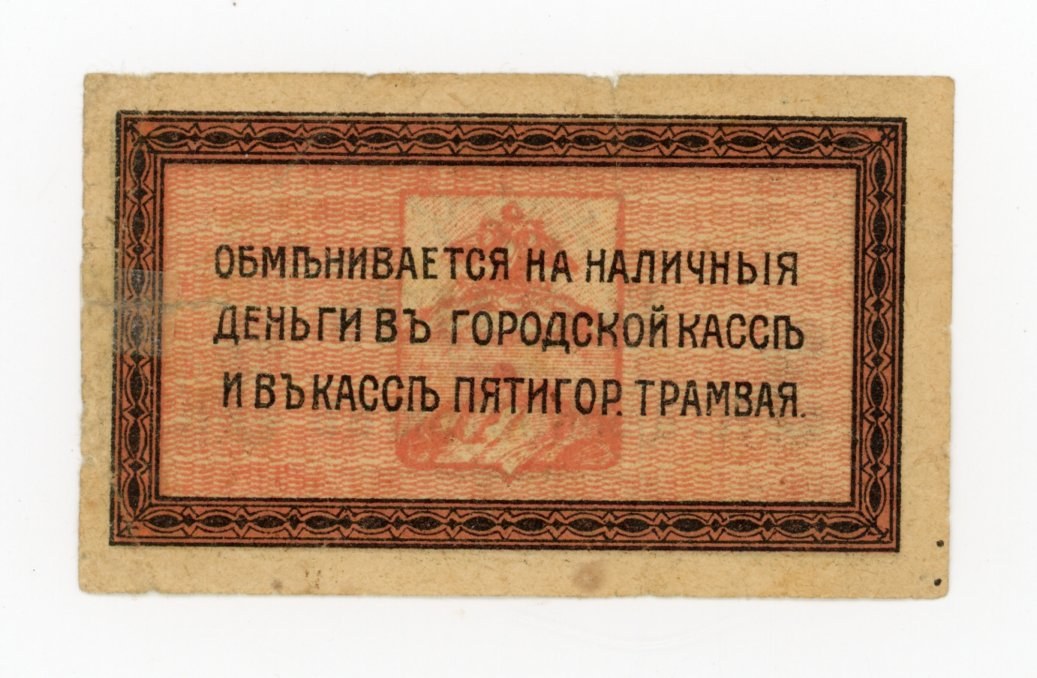 ОБМѢНИВАЕТСЯ НА НАЛИЧНЫЯ
ДЕНЬГИ ВЪ ГОРОДСКОЙ КАССѢ
И ВЪ КАССѢ ПЯТИГОР. ТРАМВАЯ.